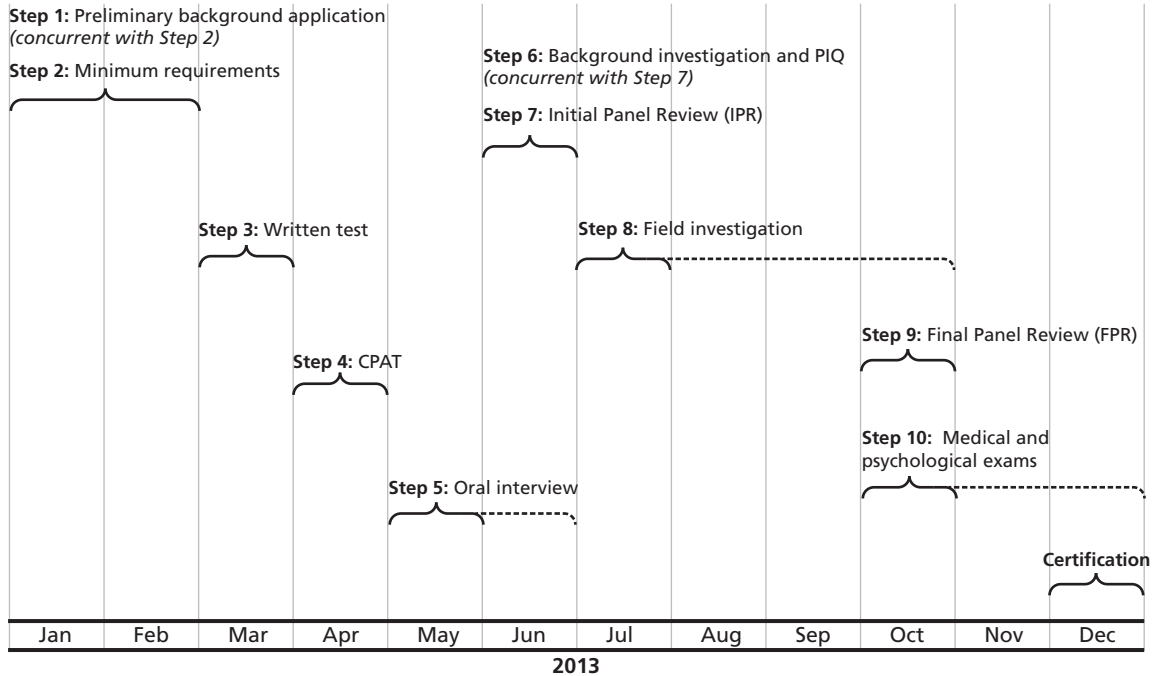 Step 1: Preliminary background application
(concurrent with Step 2)
Step 2: Minimum requirements
Step 6: Background investigation and PIQ
(concurrent with Step 7)
Step 7: Initial Panel Review (IPR)
Step 3: Written test
Step 8: Field investigation
Step 9: Final Panel Review (FPR)
Step 4: CPAT
Step 10: Medical and
psychological exams
Step 5: Oral interview
Certification
Jan Feb Mar Apr May Jun Jul Aug Sep Oct Nov Dec
2013